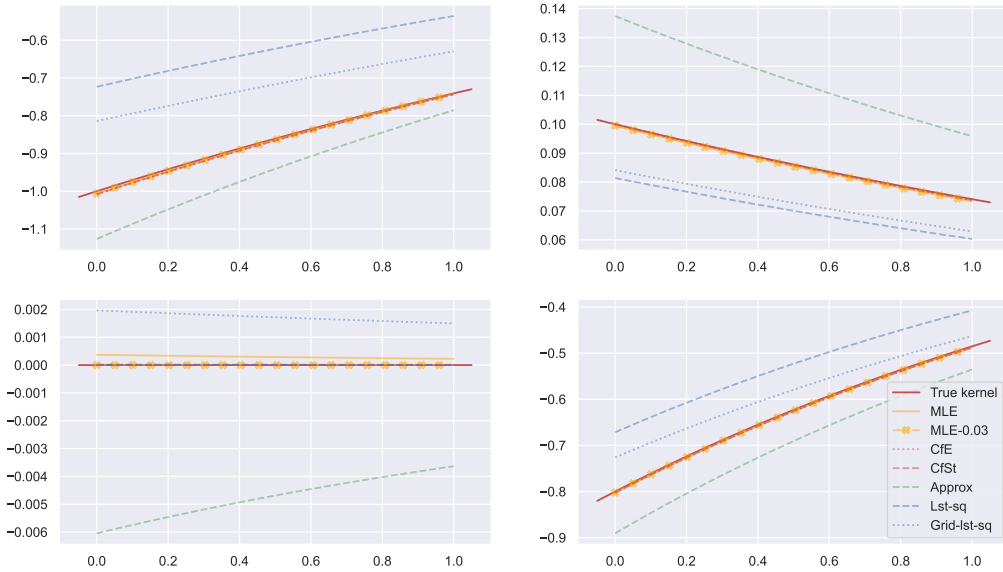 −0.6
−0.7
−0.8
−0.9
−1.0
−1.1
0.0 0.2 0.4 0.6 0.8 1.0
0.14
0.13
0.12
0.11
0.10
0.09
0.08
0.07
0.06
0.0 0.2 0.4 0.6 0.8 1.0
0.002
0.001
0.000
−0.001
−0.002
−0.003
−0.004
−0.005
−0.006
0.0 0.2 0.4 0.6 0.8 1.0
−0.4
−0.5
−0.6
−0.7
−0.8
−0.9
0.0 0.2 0.4 0.6 0.8 1.0
True kernel
MLE
MLE-0.03
CfE
CfSt
Approx
Lst-sq
Grid-lst-sq